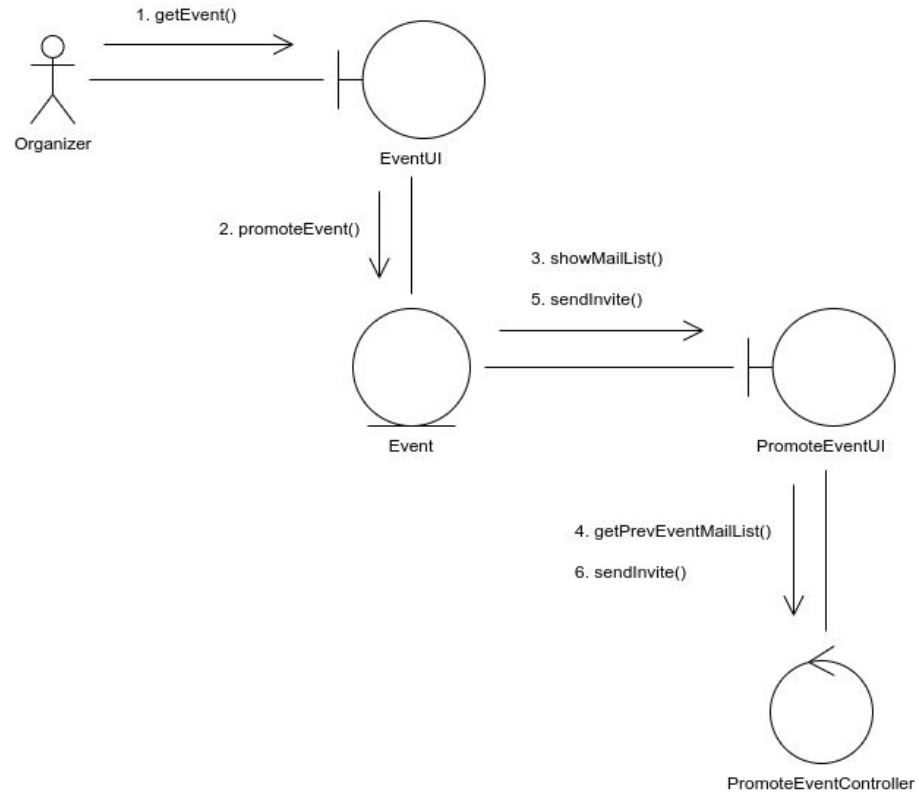 1. getEvent()
Organizer
EventUI
2. promoteEvent()
3. showMailList()
5. sendInvite()
Event
PromoteEventUI
4. getPrevEventMailList()
6. sendInvite()
PromoteEventController